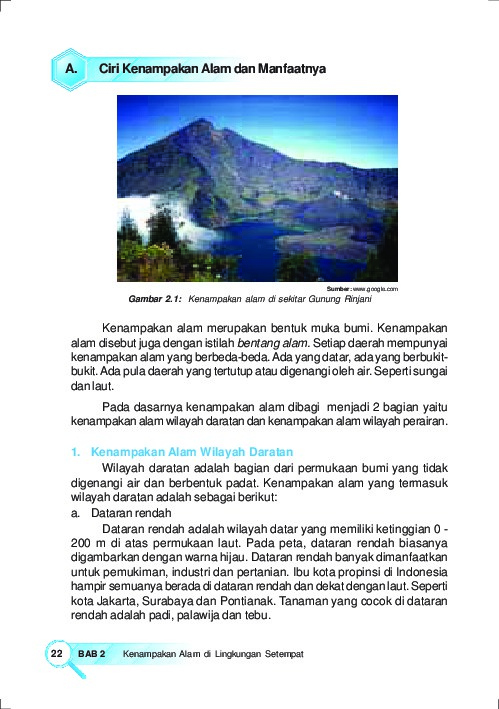 A. Ciri Kenampakan Alam dan Manfaatnya
Sumber: www.google.com
Gambar 2.1: Kenampakan alam di sekitar Gunung Rinjani
Kenampakan alam merupakan bentuk muka bumi. Kenampakan
alam disebut juga dengan istilah bentang alam. Setiap daerah mempunyai
kenampakan alam yang berbeda-beda. Ada yang datar, ada yang berbukit-
bukit. Ada pula daerah yang tertutup atau digenangi oleh air. Seperti sungai
dan laut.
Pada dasarnya kenampakan alam dibagi menjadi 2 bagian yaitu
kenampakan alam wilayah daratan dan kenampakan alam wilayah perairan.
1. Kenampakan Alam Wilayah Daratan
Wilayah daratan adalah bagian dari permukaan bumi yang tidak
digenangi air dan berbentuk padat. Kenampakan alam yang termasuk
wilayah daratan adalah sebagai berikut:
a. Dataran rendah
Dataran rendah adalah wilayah datar yang memiliki ketinggian 0 -
200 m di atas permukaan laut. Pada peta, dataran rendah biasanya
digambarkan dengan warna hijau. Dataran rendah banyak dimanfaatkan
untuk pemukiman, industri dan pertanian. Ibu kota propinsi di Indonesia
hampir semuanya berada di dataran rendah dan dekat dengan laut. Seperti
kota Jakarta, Surabaya dan Pontianak. Tanaman yang cocok di dataran
rendah adalah padi, palawija dan tebu.
22 BAB 2 Kenampakan Alam di Lingkungan Setempat